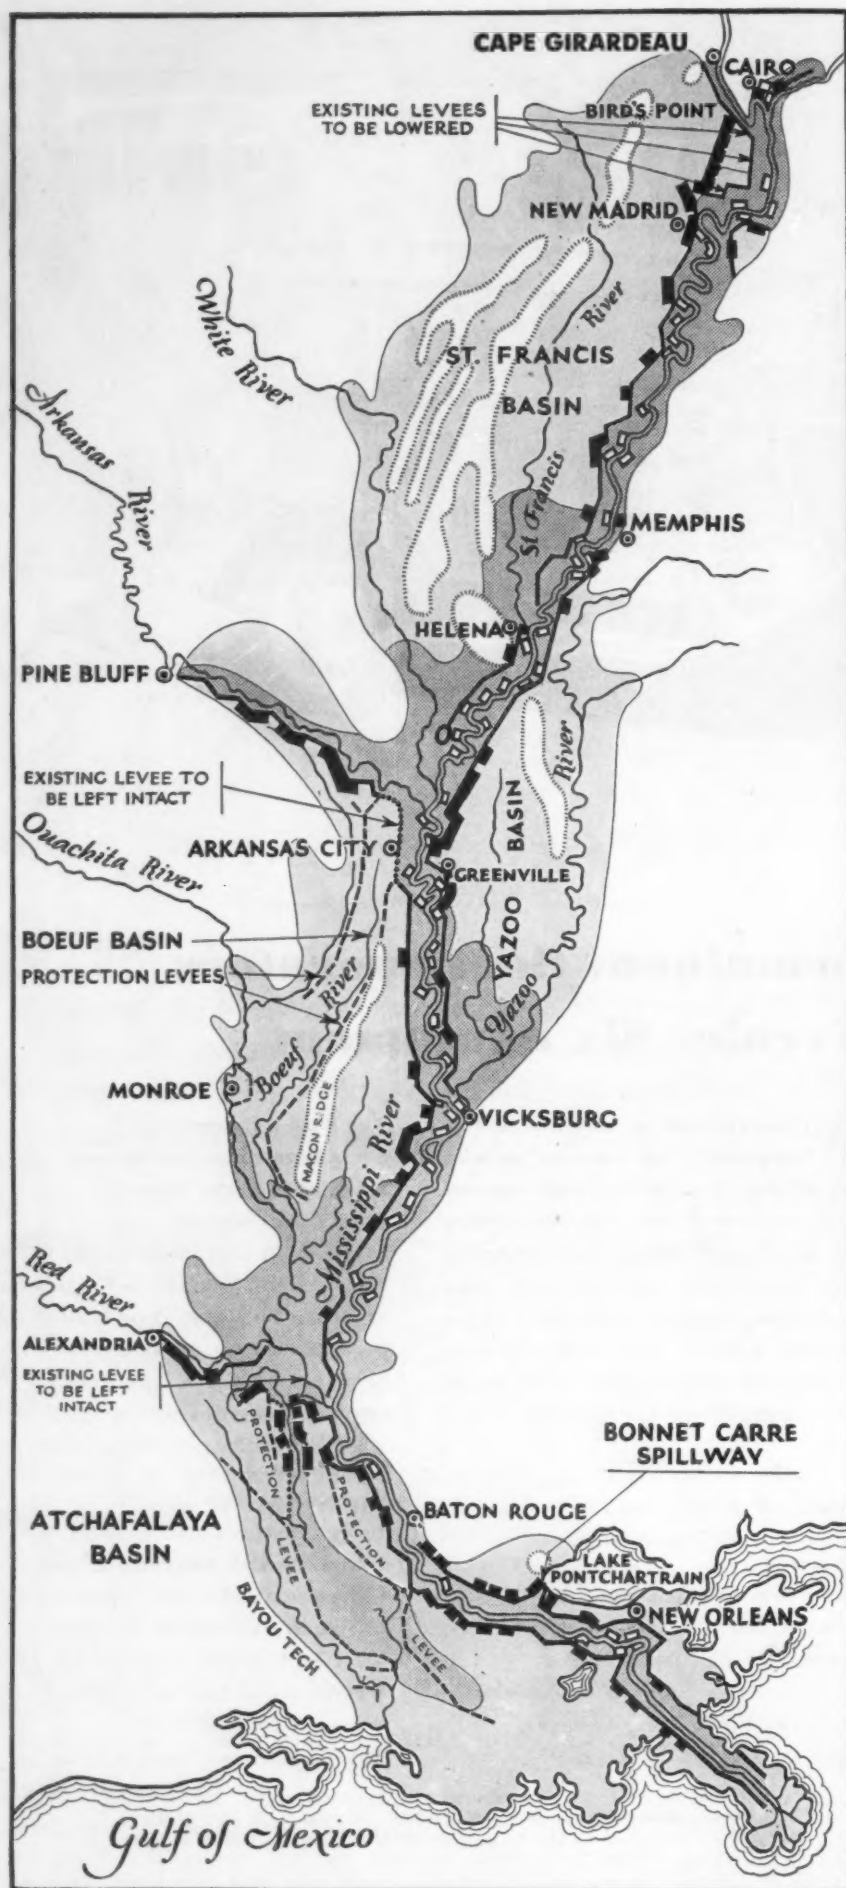 CAPE GIRARDEAU
CAIRO
EXISTING LEVEES
TO BE LOWERED
BIRD'S POINT
NEW MADRID
White River
River
ST. FRANCIS
BASIN
Arkansas
River
St Francis
MEMPHIS
HELENA
PINE BLUFF
River
EXISTING LEVEE TO
BE LEFT INTACT
Ouachita River
ARKANSAS CITY
GREENVILLE
YAZOO BASIN
BOEUF BASIN
PROTECTION LEVEES
River
Yazoo
Boeuf
MONROE
MACON RIDGE
VICKSBURG
Mississippi River
Red River
ALEXANDRIA
EXISTING LEVEE
TO BE LEFT
INTACT
PROTECTION
PROTECTION
BONNET CARRE
SPILLWAY
ATCHAFALAYA
BASIN
BATON ROUGE
LEVEE
LAKE
PONTCHARTRAIN
BAYOU TECH
NEW ORLEANS
LEVEE
Gulf of Mexico